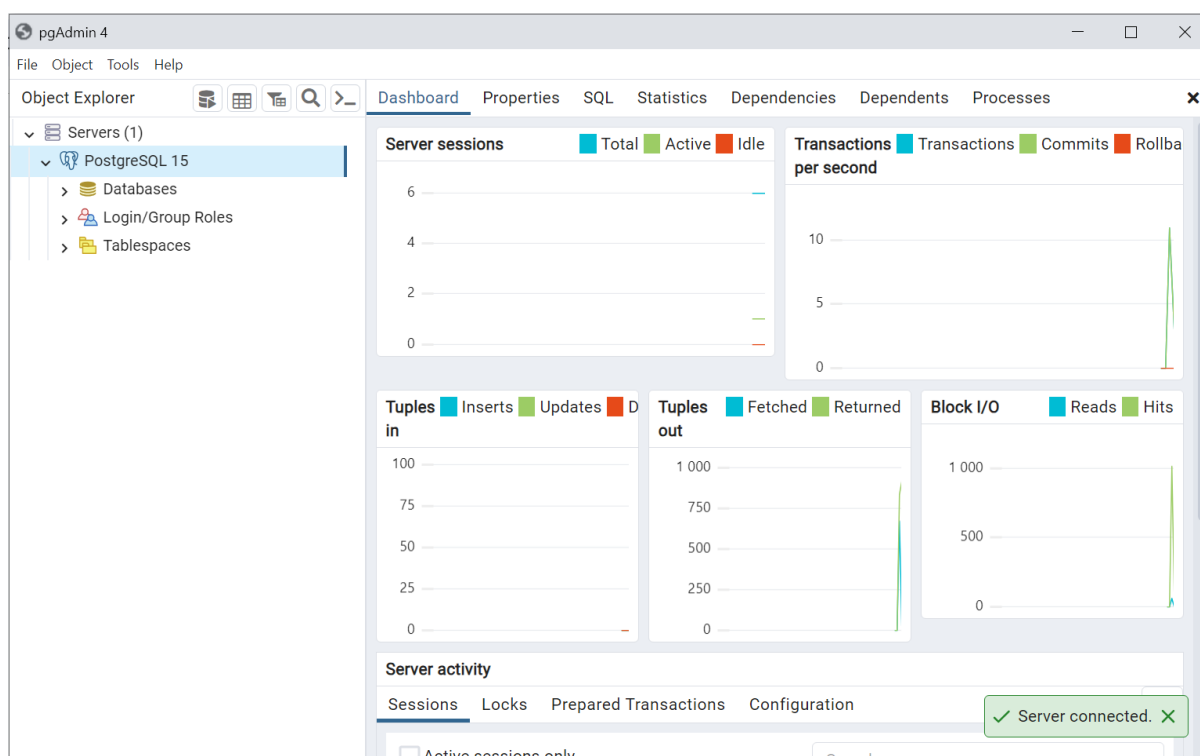 pgAdmin 4
File Object Tools Help
Object Explorer
Dashboard Properties SQL Statistics Dependencies Dependents Processes
Servers (1)
PostgreSQL 15
Databases
Login/Group Roles
Tablespaces
Server sessions Total Active Idle
6
4
2
0
Transactions per second Transactions Commits Rollba
10
5
0
Tuples in Inserts Updates D
100
75
50
25
0
Tuples out Fetched Returned
1 000
750
500
250
0
Block I/O Reads Hits
1 000
500
0
Server activity
Sessions Locks Prepared Transactions Configuration
Server connected.
Active sessions only